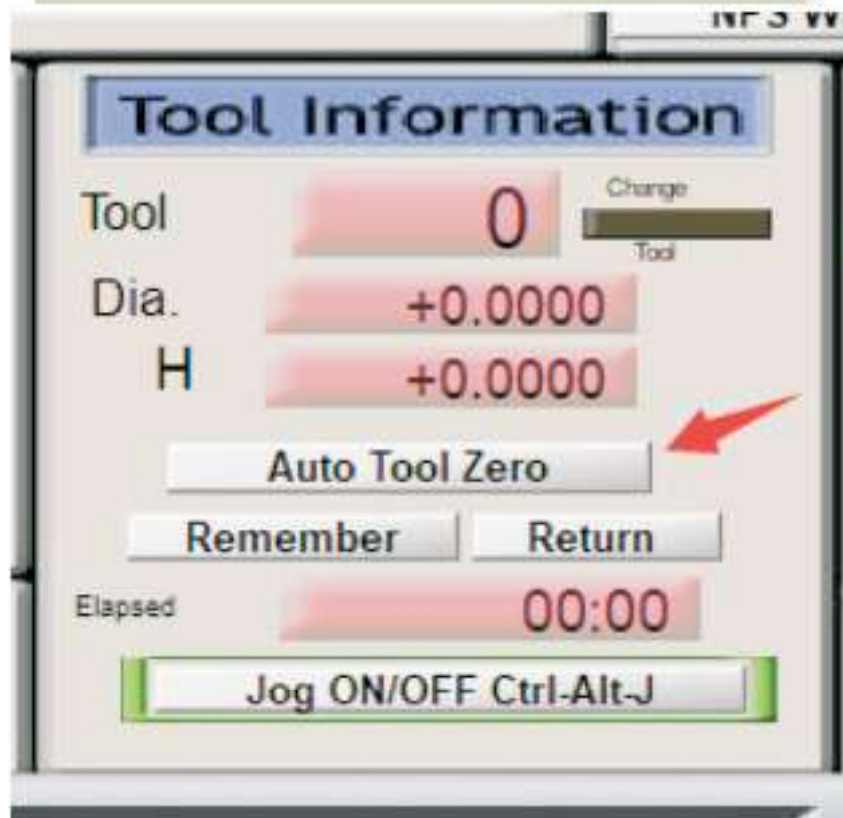 Tool Information
Tool 0 Change
Tool
Dia. +0.0000
H +0.0000
Auto Tool Zero
Remember Return
Elapsed 00:00
Jog ON/OFF Ctrl-Alt-J